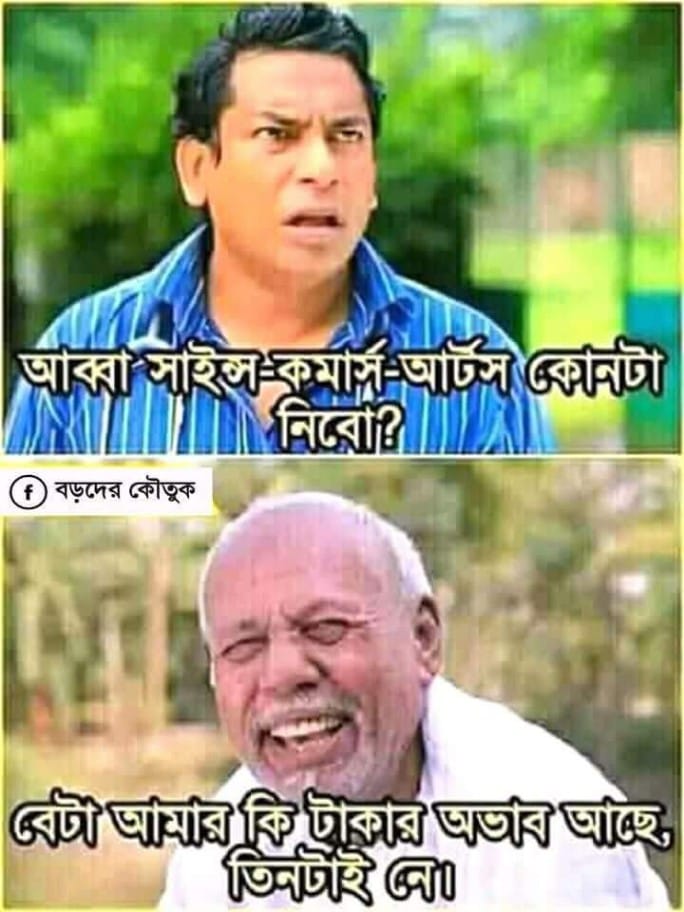 আব্বা সাইন্স-কমার্স-আর্টস কোনটা
নিবো?
f বড়দের কৌতুক
বেটা আমার কি টাকার অভাব আছে,
তিনটাই নে।